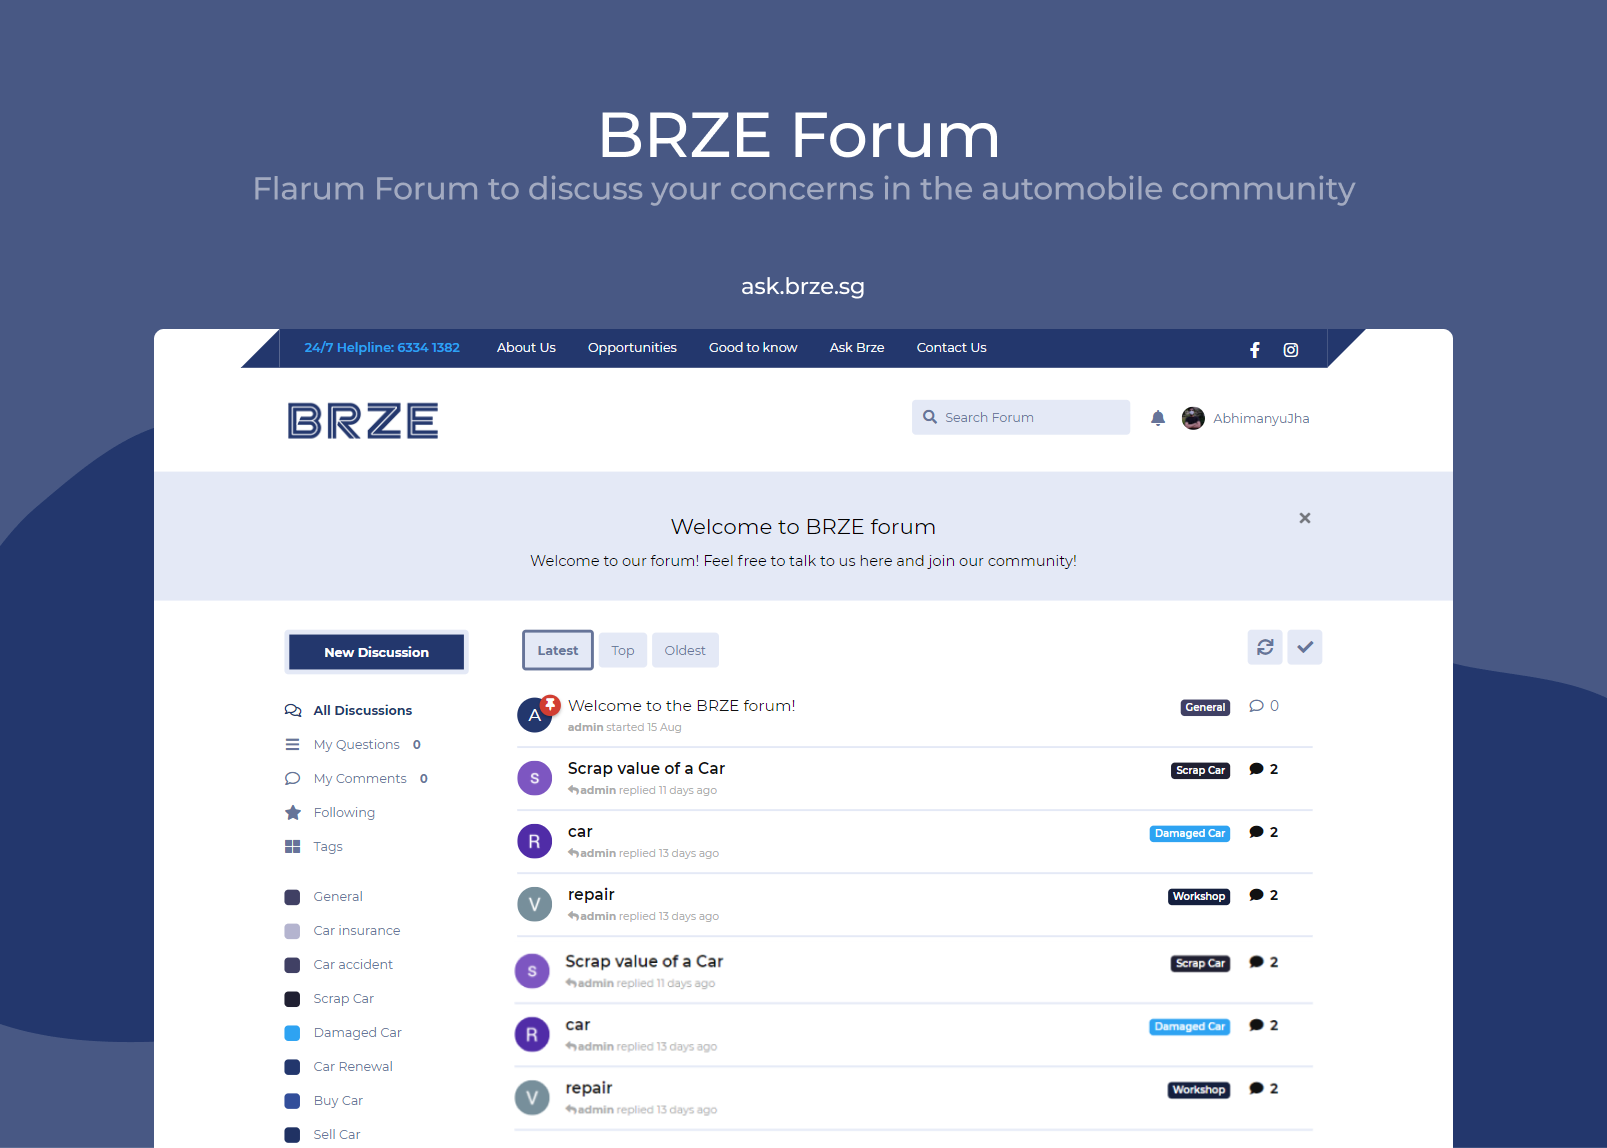 BRZE Forum
Flarum Forum to discuss your concerns in the automobile community
ask.brze.sg
24/7 Helpline: 6334 1382 About Us Opportunities Good to know Ask Brze Contact Us
BRZE Search Forum AbhimanyuJha
Welcome to BRZE forum
Welcome to our forum! Feel free to talk to us here and join our community!
New Discussion
All Discussions
My Questions 0
My Comments 0
Following
Tags
General
Car insurance
Car accident
Scrap Car
Damaged Car
Car Renewal
Buy Car
Sell Car
Latest Top Oldest
A Welcome to the BRZE forum! General 0
admin started 15 Aug
S Scrap value of a Car Scrap Car 2
admin replied 11 days ago
R car Damaged Car 2
admin replied 13 days ago
V repair Workshop 2
admin replied 13 days ago
S Scrap value of a Car Scrap Car 2
admin replied 11 days ago
R car Damaged Car 2
admin replied 13 days ago
V repair Workshop 2
admin replied 13 days ago